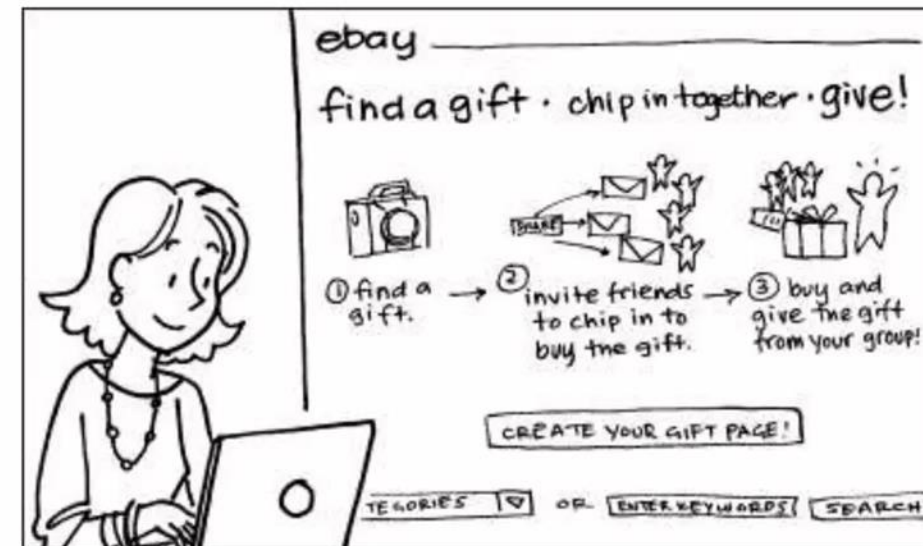 ebay
find a gift · chip in together · give!
SHARE
① find a
gift.
② invite friends
to chip in to
buy the gift.
③ buy and
give the gift
from your group!
CREATE YOUR GIFT PAGE!
TEGORIES OR ENTER KEYWORDS SEARCH